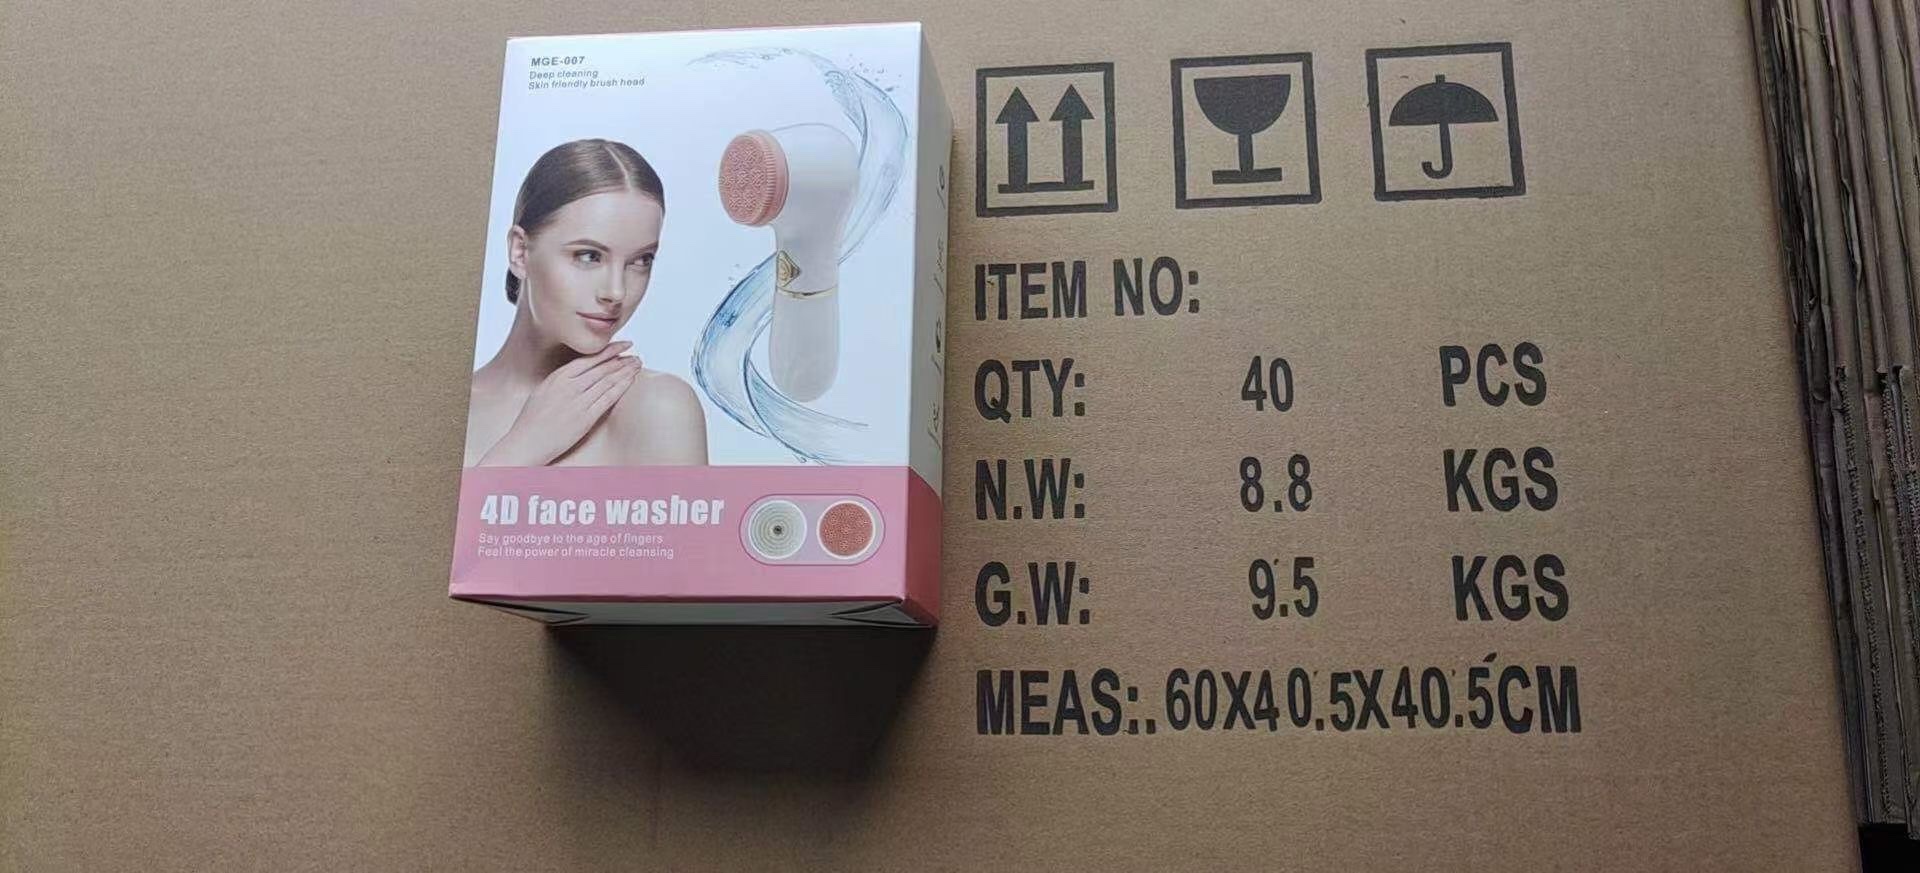 MGE-007
Deep cleaning
Skin friendly brush head
4D face washer
Say goodbye to the age of fingers
Feel the power of miracle cleansing
ITEM NO:
QTY: 40 PCS
N.W: 8.8 KGS
G.W: 9.5 KGS
MEAS:. 60X40.5X40.5CM